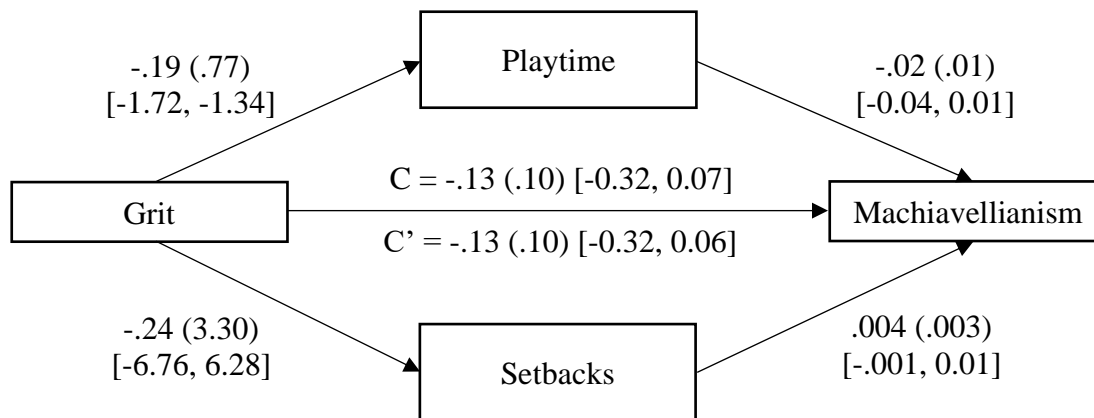 Playtime
-.19 (.77)
[-1.72, -1.34]
-.02 (.01)
[-0.04, 0.01]
Grit
C = -.13 (.10) [-0.32, 0.07]
C’ = -.13 (.10) [-0.32, 0.06]
Machiavellianism
-.24 (3.30)
[-6.76, 6.28]
.004 (.003)
[-.001, 0.01]
Setbacks